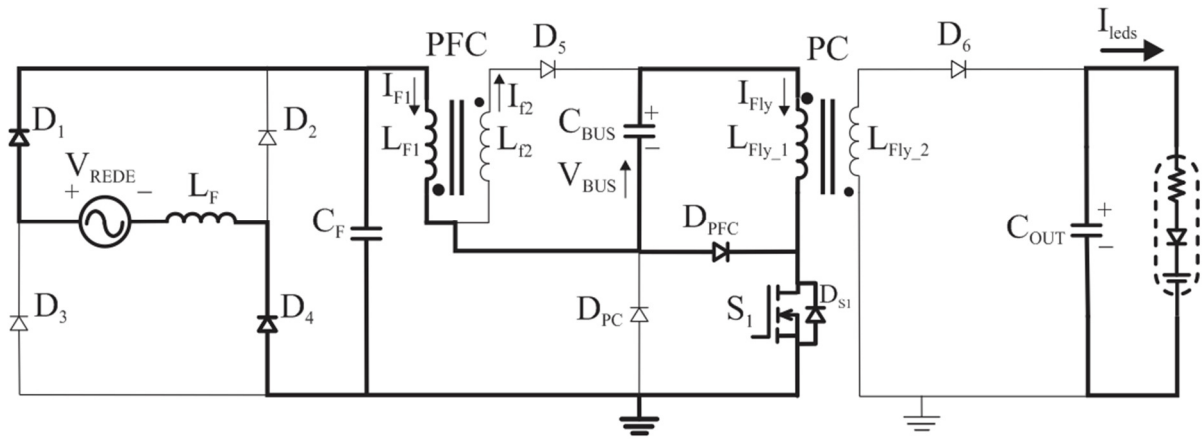 PFC
PC
D5
D6
Ileds
D1
D2
VREDE
+ −
LF
CF
IF1
LF1
If2
Lf2
CBUS
+
−
VBUS
IFly
LFly_1
LFly_2
DPFC
D3
D4
DPC
S1
DS1
COUT
+
−